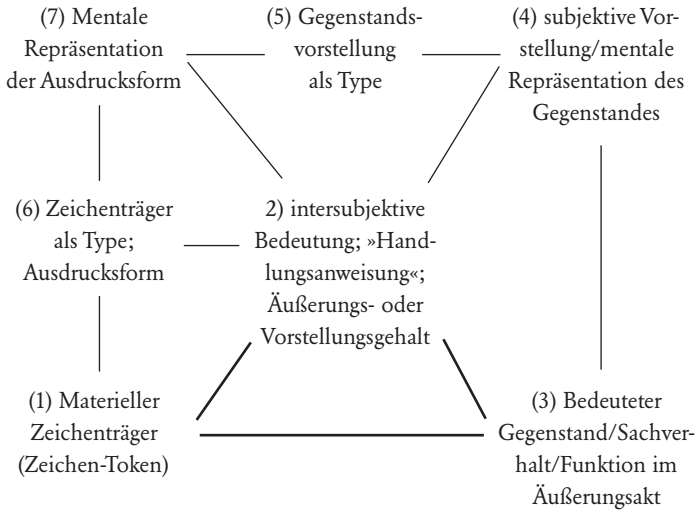 (7) Mentale
Repräsentation
der Ausdrucksform
(5) Gegenstands-
vorstellung
als Type
(4) subjektive Vor-
stellung/mentale
Repräsentation des
Gegenstandes
(6) Zeichenträger
als Type;
Ausdrucksform
2) intersubjektive
Bedeutung; »Hand-
lungsanweisung«;
Äußerungs- oder
Vorstellungsgehalt
(1) Materieller
Zeichenträger
(Zeichen-Token)
(3) Bedeuteter
Gegenstand/Sachver-
halt/Funktion im
Äußerungsakt